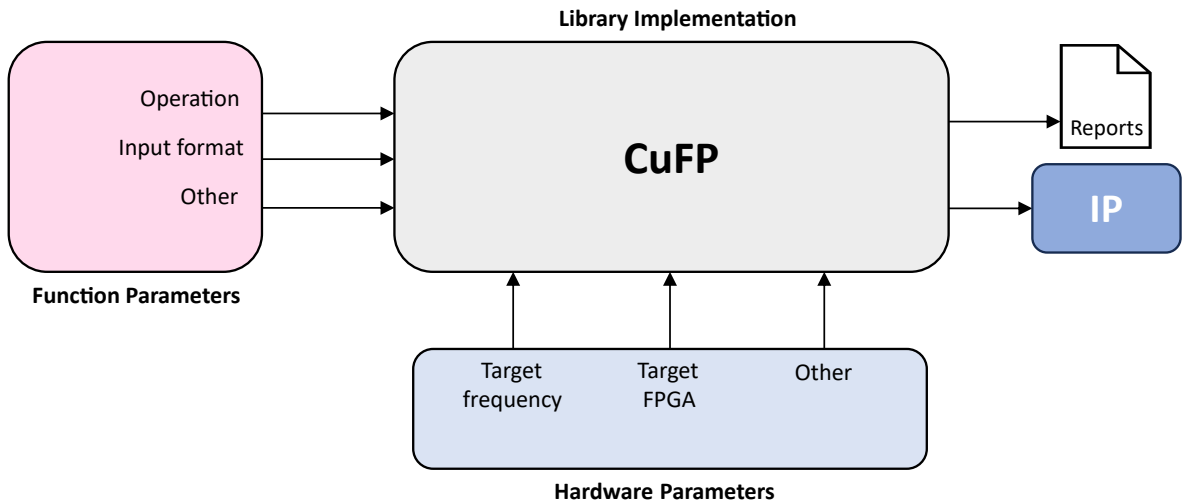 Library Implementation
Operation
Input format
Other
Function Parameters
CuFP
Reports
IP
Target
frequency
Target
FPGA
Other
Hardware Parameters